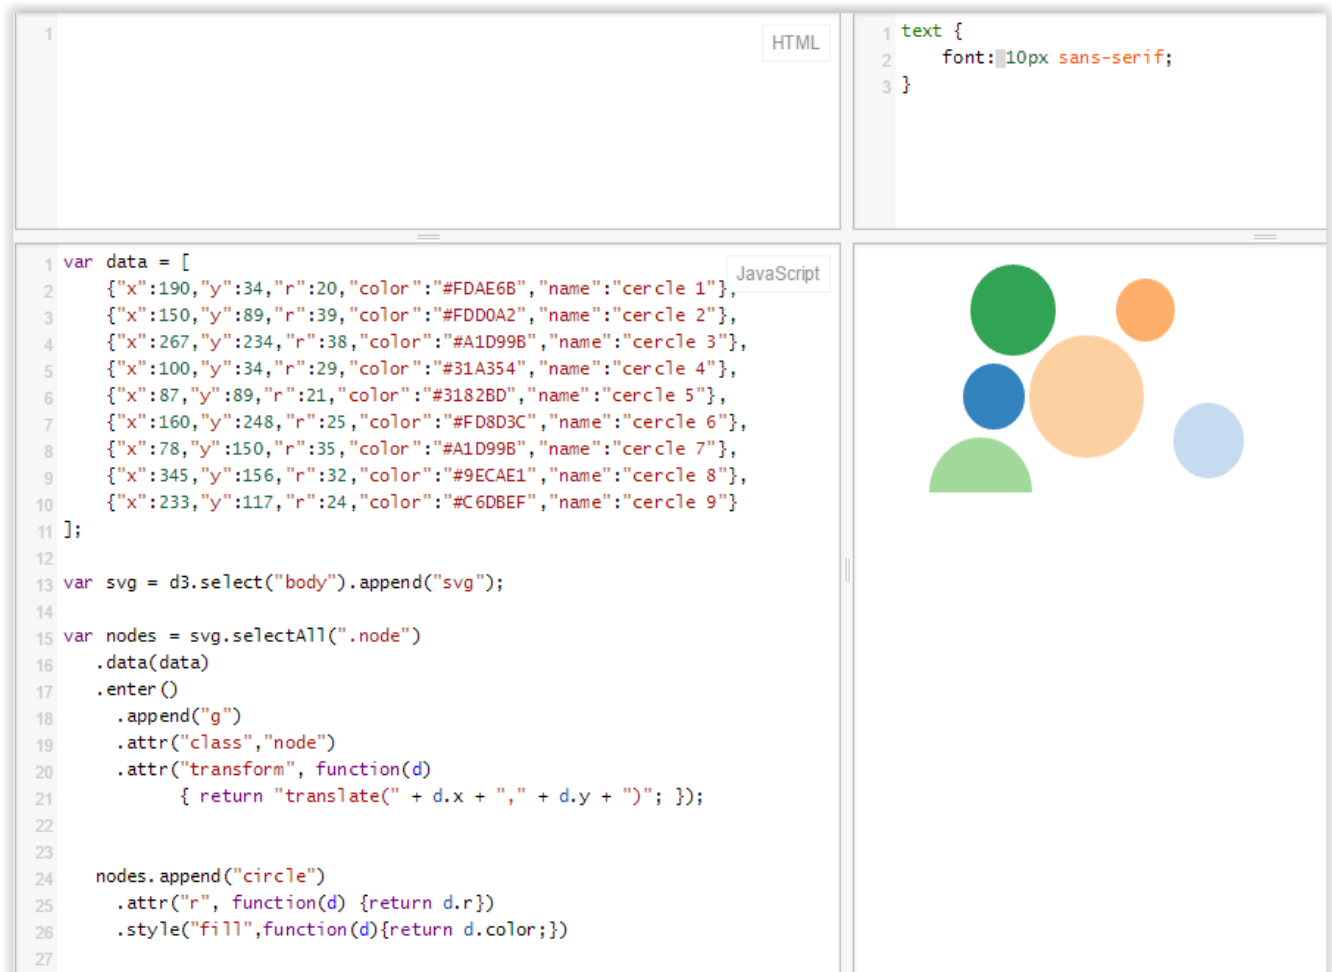 1
HTML
1 text {
2 font: 10px sans-serif;
3 }
JavaScript
1 var data = [
2 {"x":190,"y":34,"r":20,"color":"#FDAE6B","name":"cercle 1"},
3 {"x":150,"y":89,"r":39,"color":"#FDD0A2","name":"cercle 2"},
4 {"x":267,"y":234,"r":38,"color":"#A1D99B","name":"cercle 3"},
5 {"x":100,"y":34,"r":29,"color":"#31A354","name":"cercle 4"},
6 {"x":87,"y":89,"r":21,"color":"#3182BD","name":"cercle 5"},
7 {"x":160,"y":248,"r":25,"color":"#FD8D3C","name":"cercle 6"},
8 {"x":78,"y":150,"r":35,"color":"#A1D99B","name":"cercle 7"},
9 {"x":345,"y":156,"r":32,"color":"#9ECAE1","name":"cercle 8"},
10 {"x":233,"y":117,"r":24,"color":"#C6DBEF","name":"cercle 9"}
11 ];
12
13 var svg = d3.select("body").append("svg");
14
15 var nodes = svg.selectAll(".node")
16 .data(data)
17 .enter()
18 .append("g")
19 .attr("class","node")
20 .attr("transform", function(d)
21 { return "translate(" + d.x + "," + d.y + ")"; });
22
23
24 nodes.append("circle")
25 .attr("r", function(d) {return d.r})
26 .style("fill",function(d){return d.color;})
27